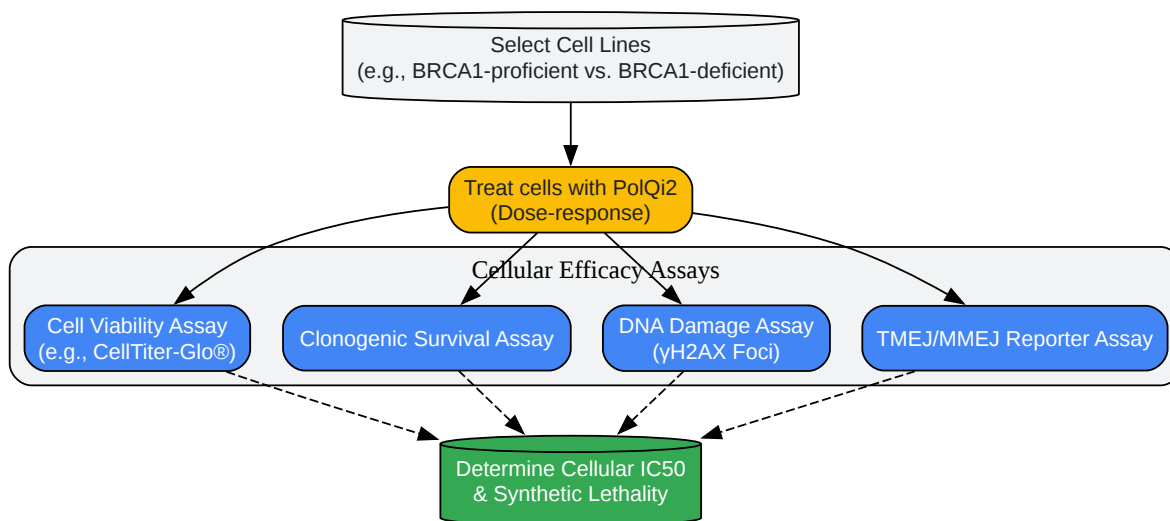 Select Cell Lines
(e.g., BRCA1-proficient vs. BRCA1-deficient)
Treat cells with PolQi2
(Dose-response)
Cellular Efficacy Assays
Cell Viability Assay
(e.g., CellTiter-Glo®)
Clonogenic Survival Assay
DNA Damage Assay
(γH2AX Foci)
TMEJ/MMEJ Reporter Assay
Determine Cellular IC50
& Synthetic Lethality